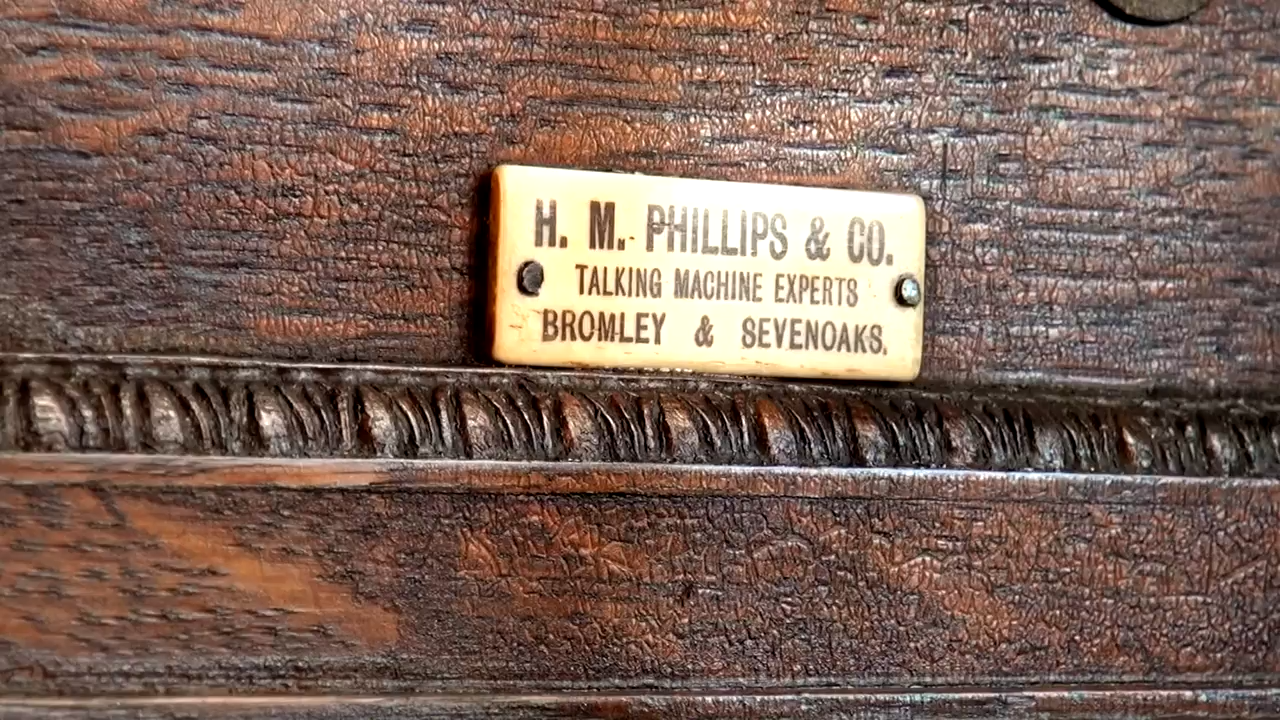 H. M. PHILLIPS & CO.
TALKING MACHINE EXPERTS
BROMLEY & SEVENOAKS.